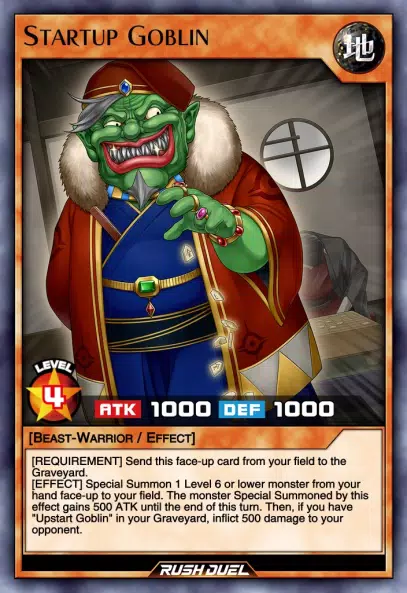 STARTUP GOBLIN
地
LEVEL
4
ATK 1000 DEF 1000
[BEAST-WARRIOR / EFFECT]
[REQUIREMENT] Send this face-up card from your field to the
Graveyard.
[EFFECT] Special Summon 1 Level 6 or lower monster from your
hand face-up to your field. The monster Special Summoned by this
effect gains 500 ATK until the end of this turn. Then, if you have
"Upstart Goblin" in your Graveyard, inflict 500 damage to your
opponent.
RUSH DUEL